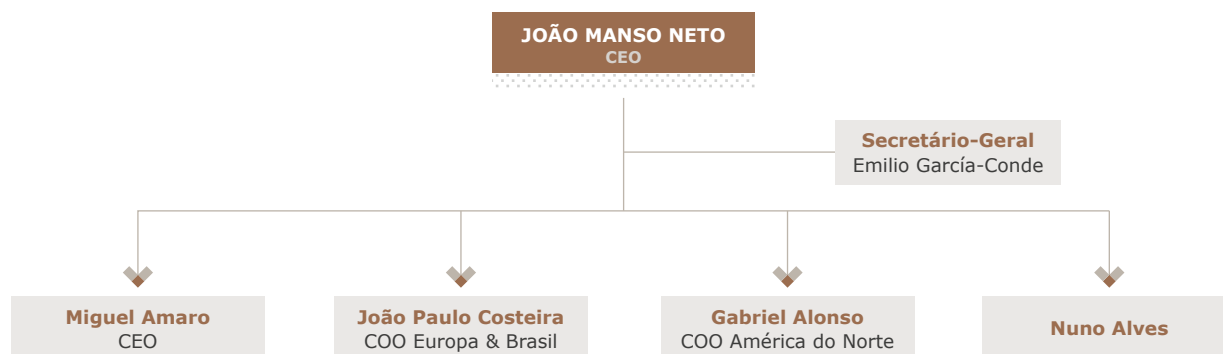 JOÃO MANSO NETO
CEO
Secretário-Geral
Emilio García-Conde
Miguel Amaro
CEO
João Paulo Costeira
COO Europa & Brasil
Gabriel Alonso
COO América do Norte
Nuno Alves